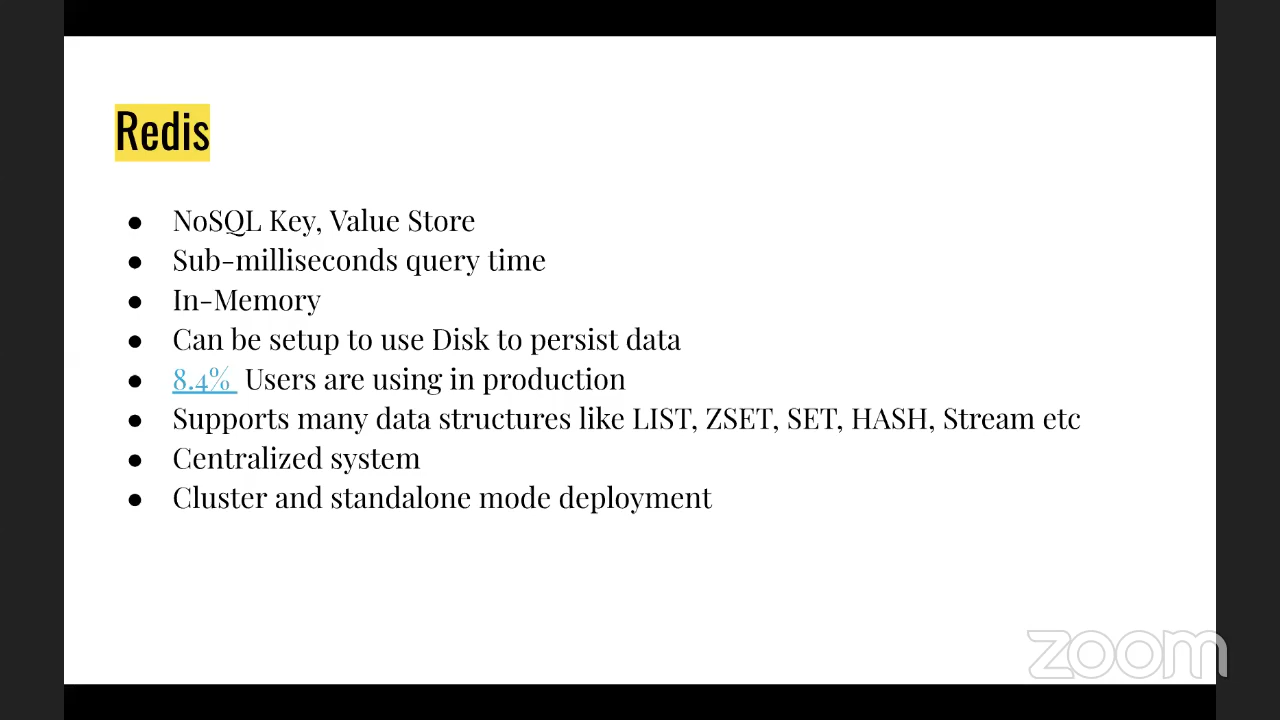 Redis
● NoSQL Key, Value Store
● Sub-milliseconds query time
● In-Memory
● Can be setup to use Disk to persist data
● 8.4% Users are using in production
● Supports many data structures like LIST, ZSET, SET, HASH, Stream etc
● Centralized system
● Cluster and standalone mode deployment
zoom